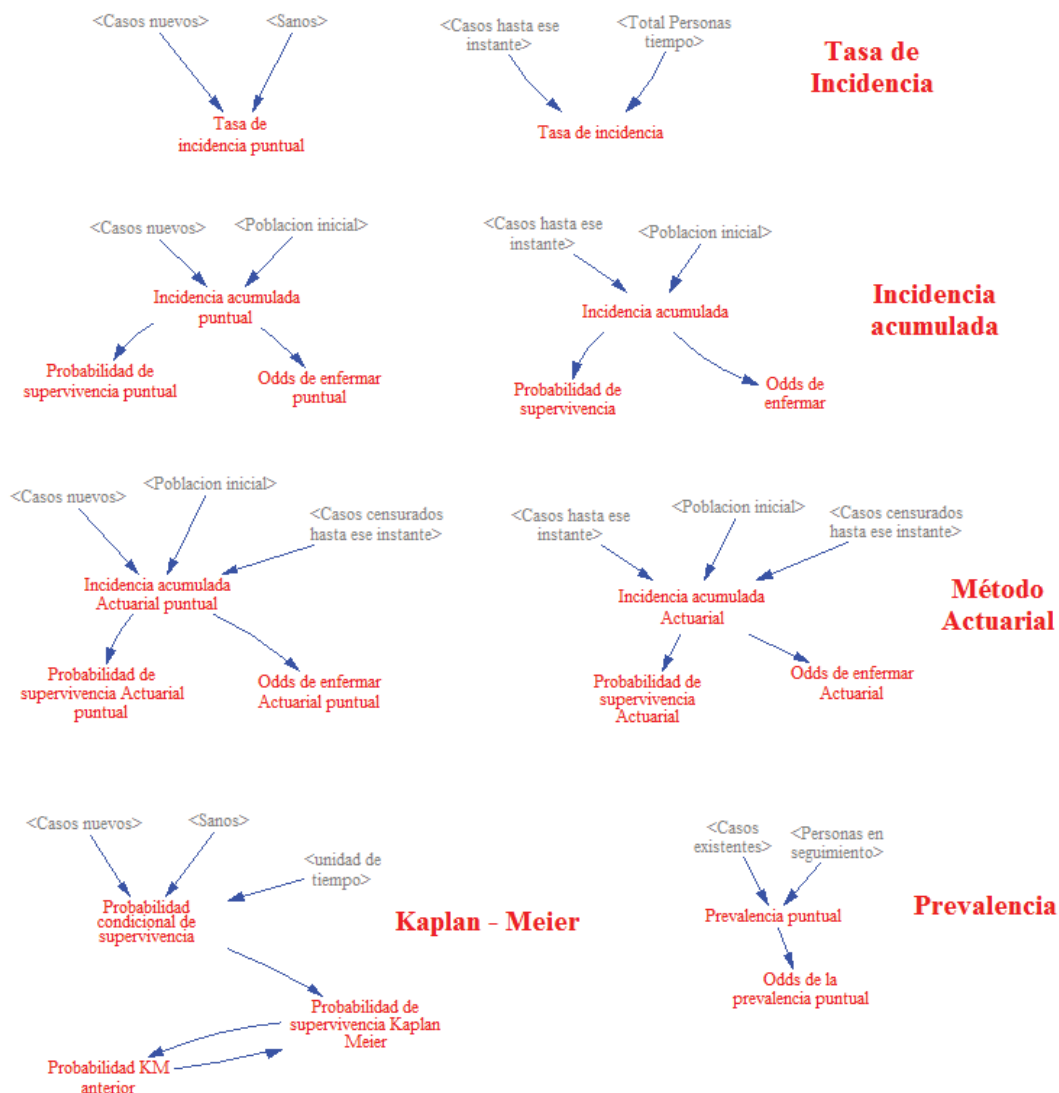 <Casos nuevos>
<Sanos>
Tasa de
incidencia puntual
<Casos hasta ese
instante>
<Total Personas
tiempo>
Tasa de incidencia
Tasa de
Incidencia
<Casos nuevos>
<Poblacion inicial>
Incidencia acumulada
puntual
Probabilidad de
supervivencia puntual
Odds de enfermar
puntual
<Casos hasta ese
instante>
<Poblacion inicial>
Incidencia acumulada
Probabilidad de
supervivencia
Odds de
enfermar
Incidencia
acumulada
<Casos nuevos>
<Poblacion inicial>
<Casos censurados
hasta ese instante>
Incidencia acumulada
Actuarial puntual
Probabilidad de
supervivencia Actuarial
puntual
Odds de enfermar
Actuarial puntual
<Casos hasta ese
instante>
<Poblacion inicial>
<Casos censurados
hasta ese instante>
Incidencia acumulada
Actuarial
Probabilidad de
supervivencia
Actuarial
Odds de enfermar
Actuarial
Método
Actuarial
<Casos nuevos>
<Sanos>
<unidad de
tiempo>
Probabilidad
condicional de
supervivencia
Probabilidad de
supervivencia Kaplan
Meier
Probabilidad KM
anterior
Kaplan - Meier
<Casos
existentes>
<Personas en
seguimiento>
Prevalencia puntual
Odds de la
prevalencia puntual
Prevalencia